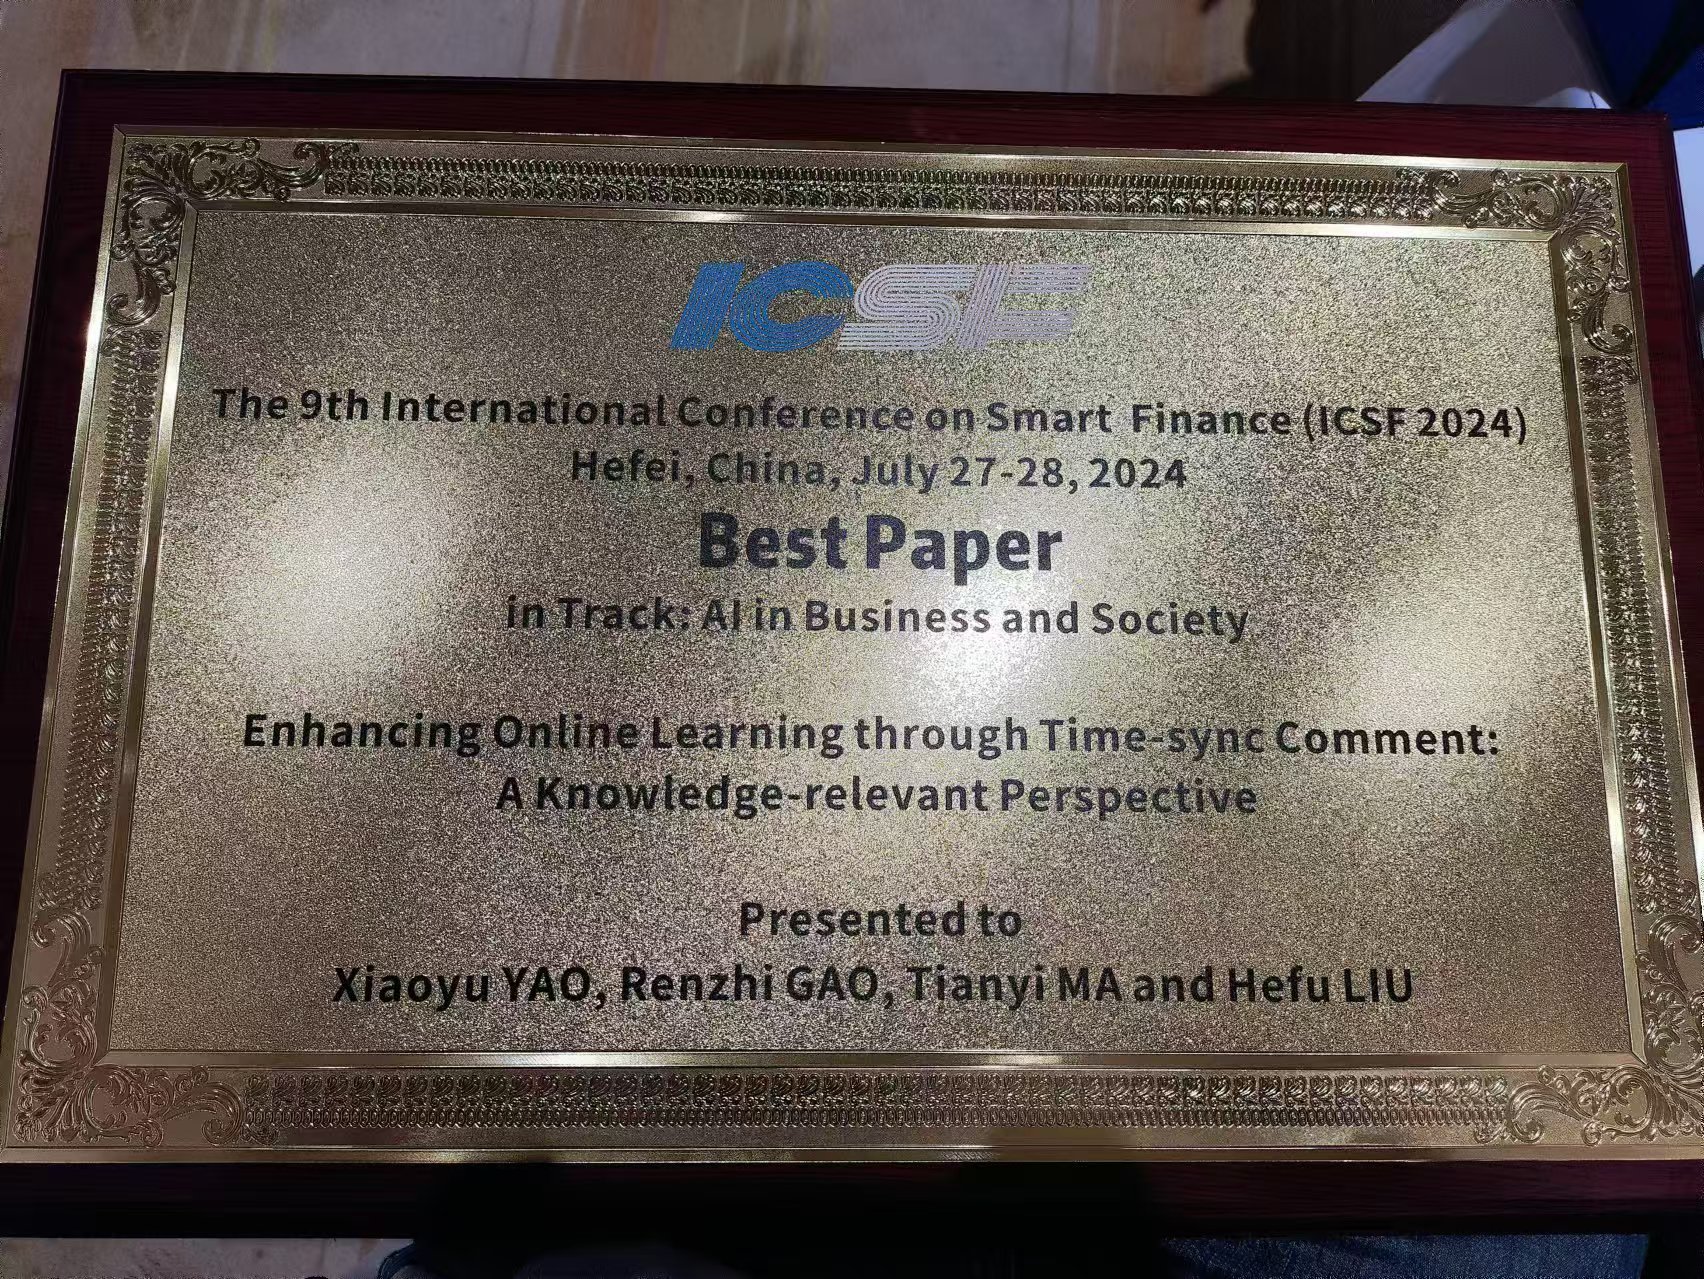 ICSF
The 9th International Conference on Smart Finance (ICSF 2024)
Hefei, China, July 27-28, 2024
Best Paper
in Track: AI in Business and Society
Enhancing Online Learning through Time-sync Comment:
A Knowledge-relevant Perspective
Presented to
Xiaoyu YAO, Renzhi GAO, Tianyi MA and Hefu LIU